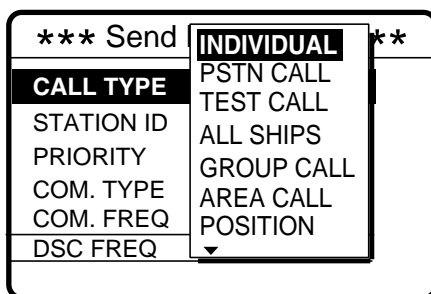 *** Send **
INDIVIDUAL
PSTN CALL
TEST CALL
ALL SHIPS
GROUP CALL
AREA CALL
POSITION
CALL TYPE
STATION ID
PRIORITY
COM. TYPE
COM. FREQ
DSC FREQ